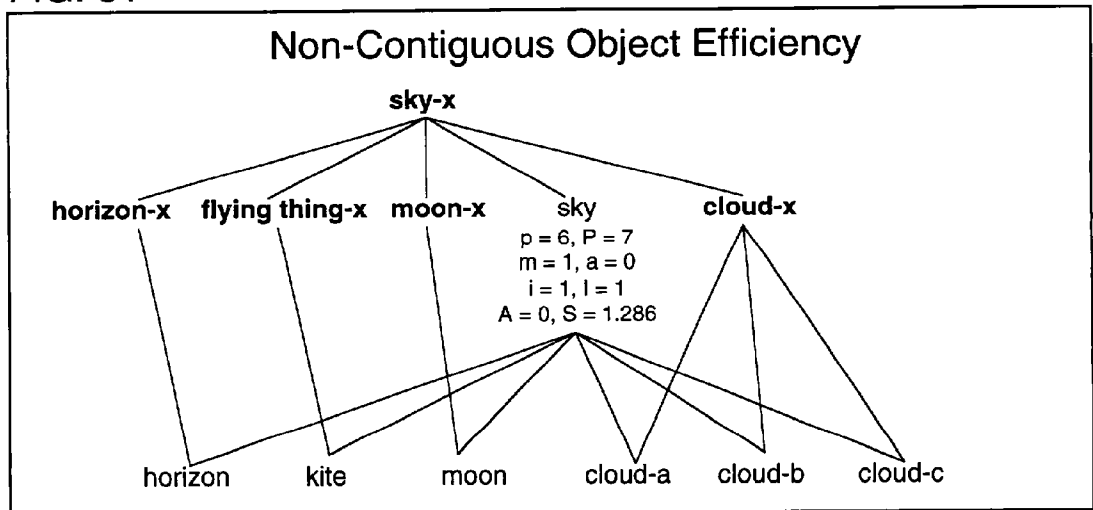 Non-Contiguous Object Efficiency
sky-x
horizon-x flying thing-x moon-x sky cloud-x
p = 6, P = 7
m = 1, a = 0
i = 1, I = 1
A = 0, S = 1.286
horizon kite moon cloud-a cloud-b cloud-c